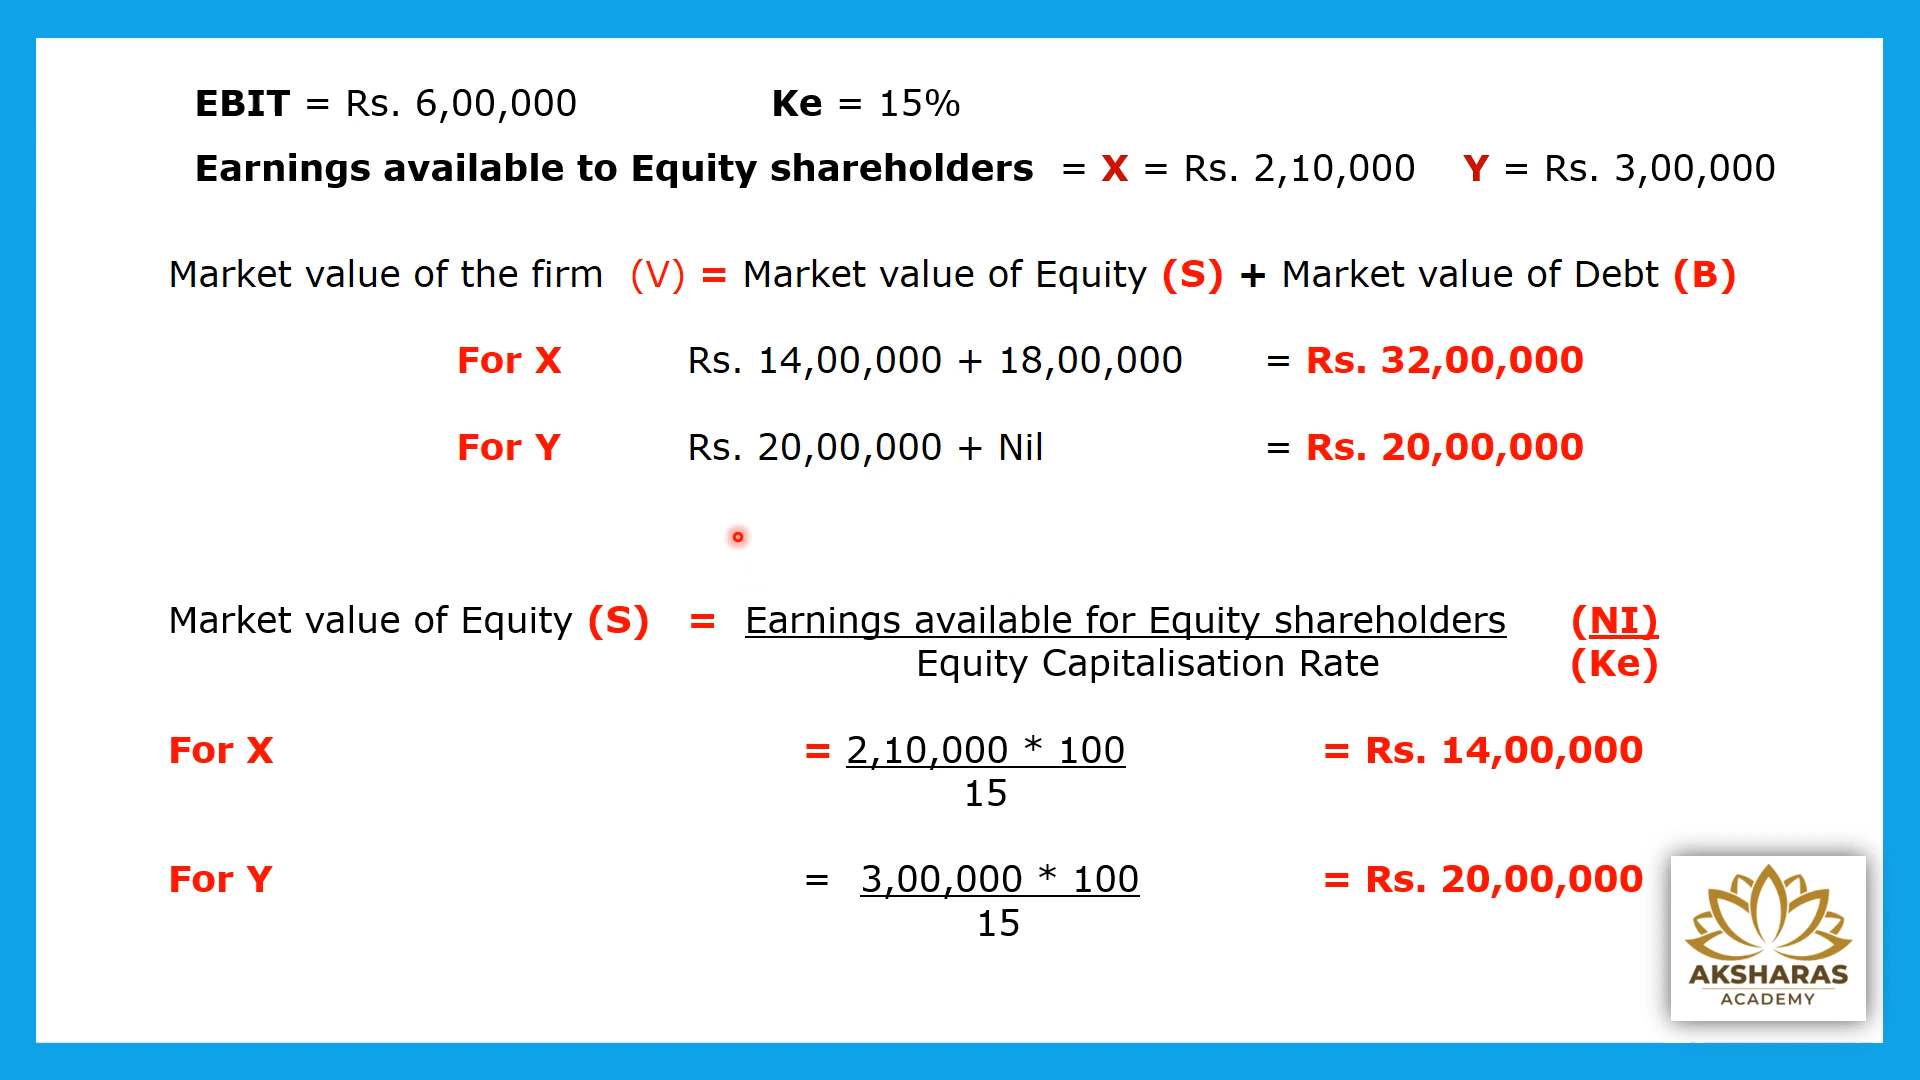 EBIT = Rs. 6,00,000 Ke = 15%
Earnings available to Equity shareholders = X = Rs. 2,10,000 Y = Rs. 3,00,000
Market value of the firm (V) = Market value of Equity (S) + Market value of Debt (B)
For X Rs. 14,00,000 + 18,00,000 = Rs. 32,00,000
For Y Rs. 20,00,000 + Nil = Rs. 20,00,000
Market value of Equity (S) = Earnings available for Equity shareholders (NI)
Equity Capitalisation Rate (Ke)
For X = 2,10,000 * 100 = Rs. 14,00,000
15
For Y = 3,00,000 * 100 = Rs. 20,00,000
15
AKSHARAS
ACADEMY